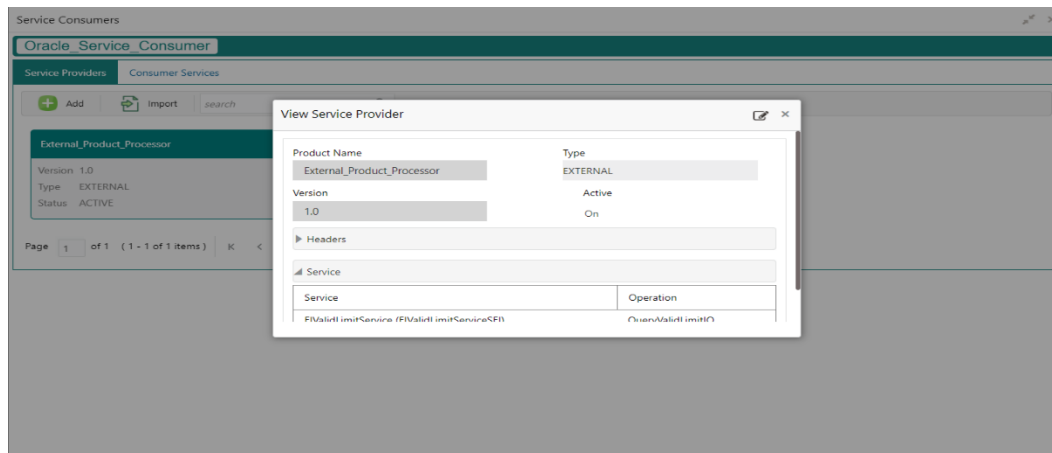 Service Consumers
Oracle_Service_Consumer
Service Providers Consumer Services
Add Import search
External_Product_Processor
Version 1.0
Type EXTERNAL
Status ACTIVE
Page 1 of 1 (1 - 1 of 1 items)
View Service Provider
Product Name Type
External_Product_Processor EXTERNAL
Version Active
1.0 On
Headers
Service
Service Operation